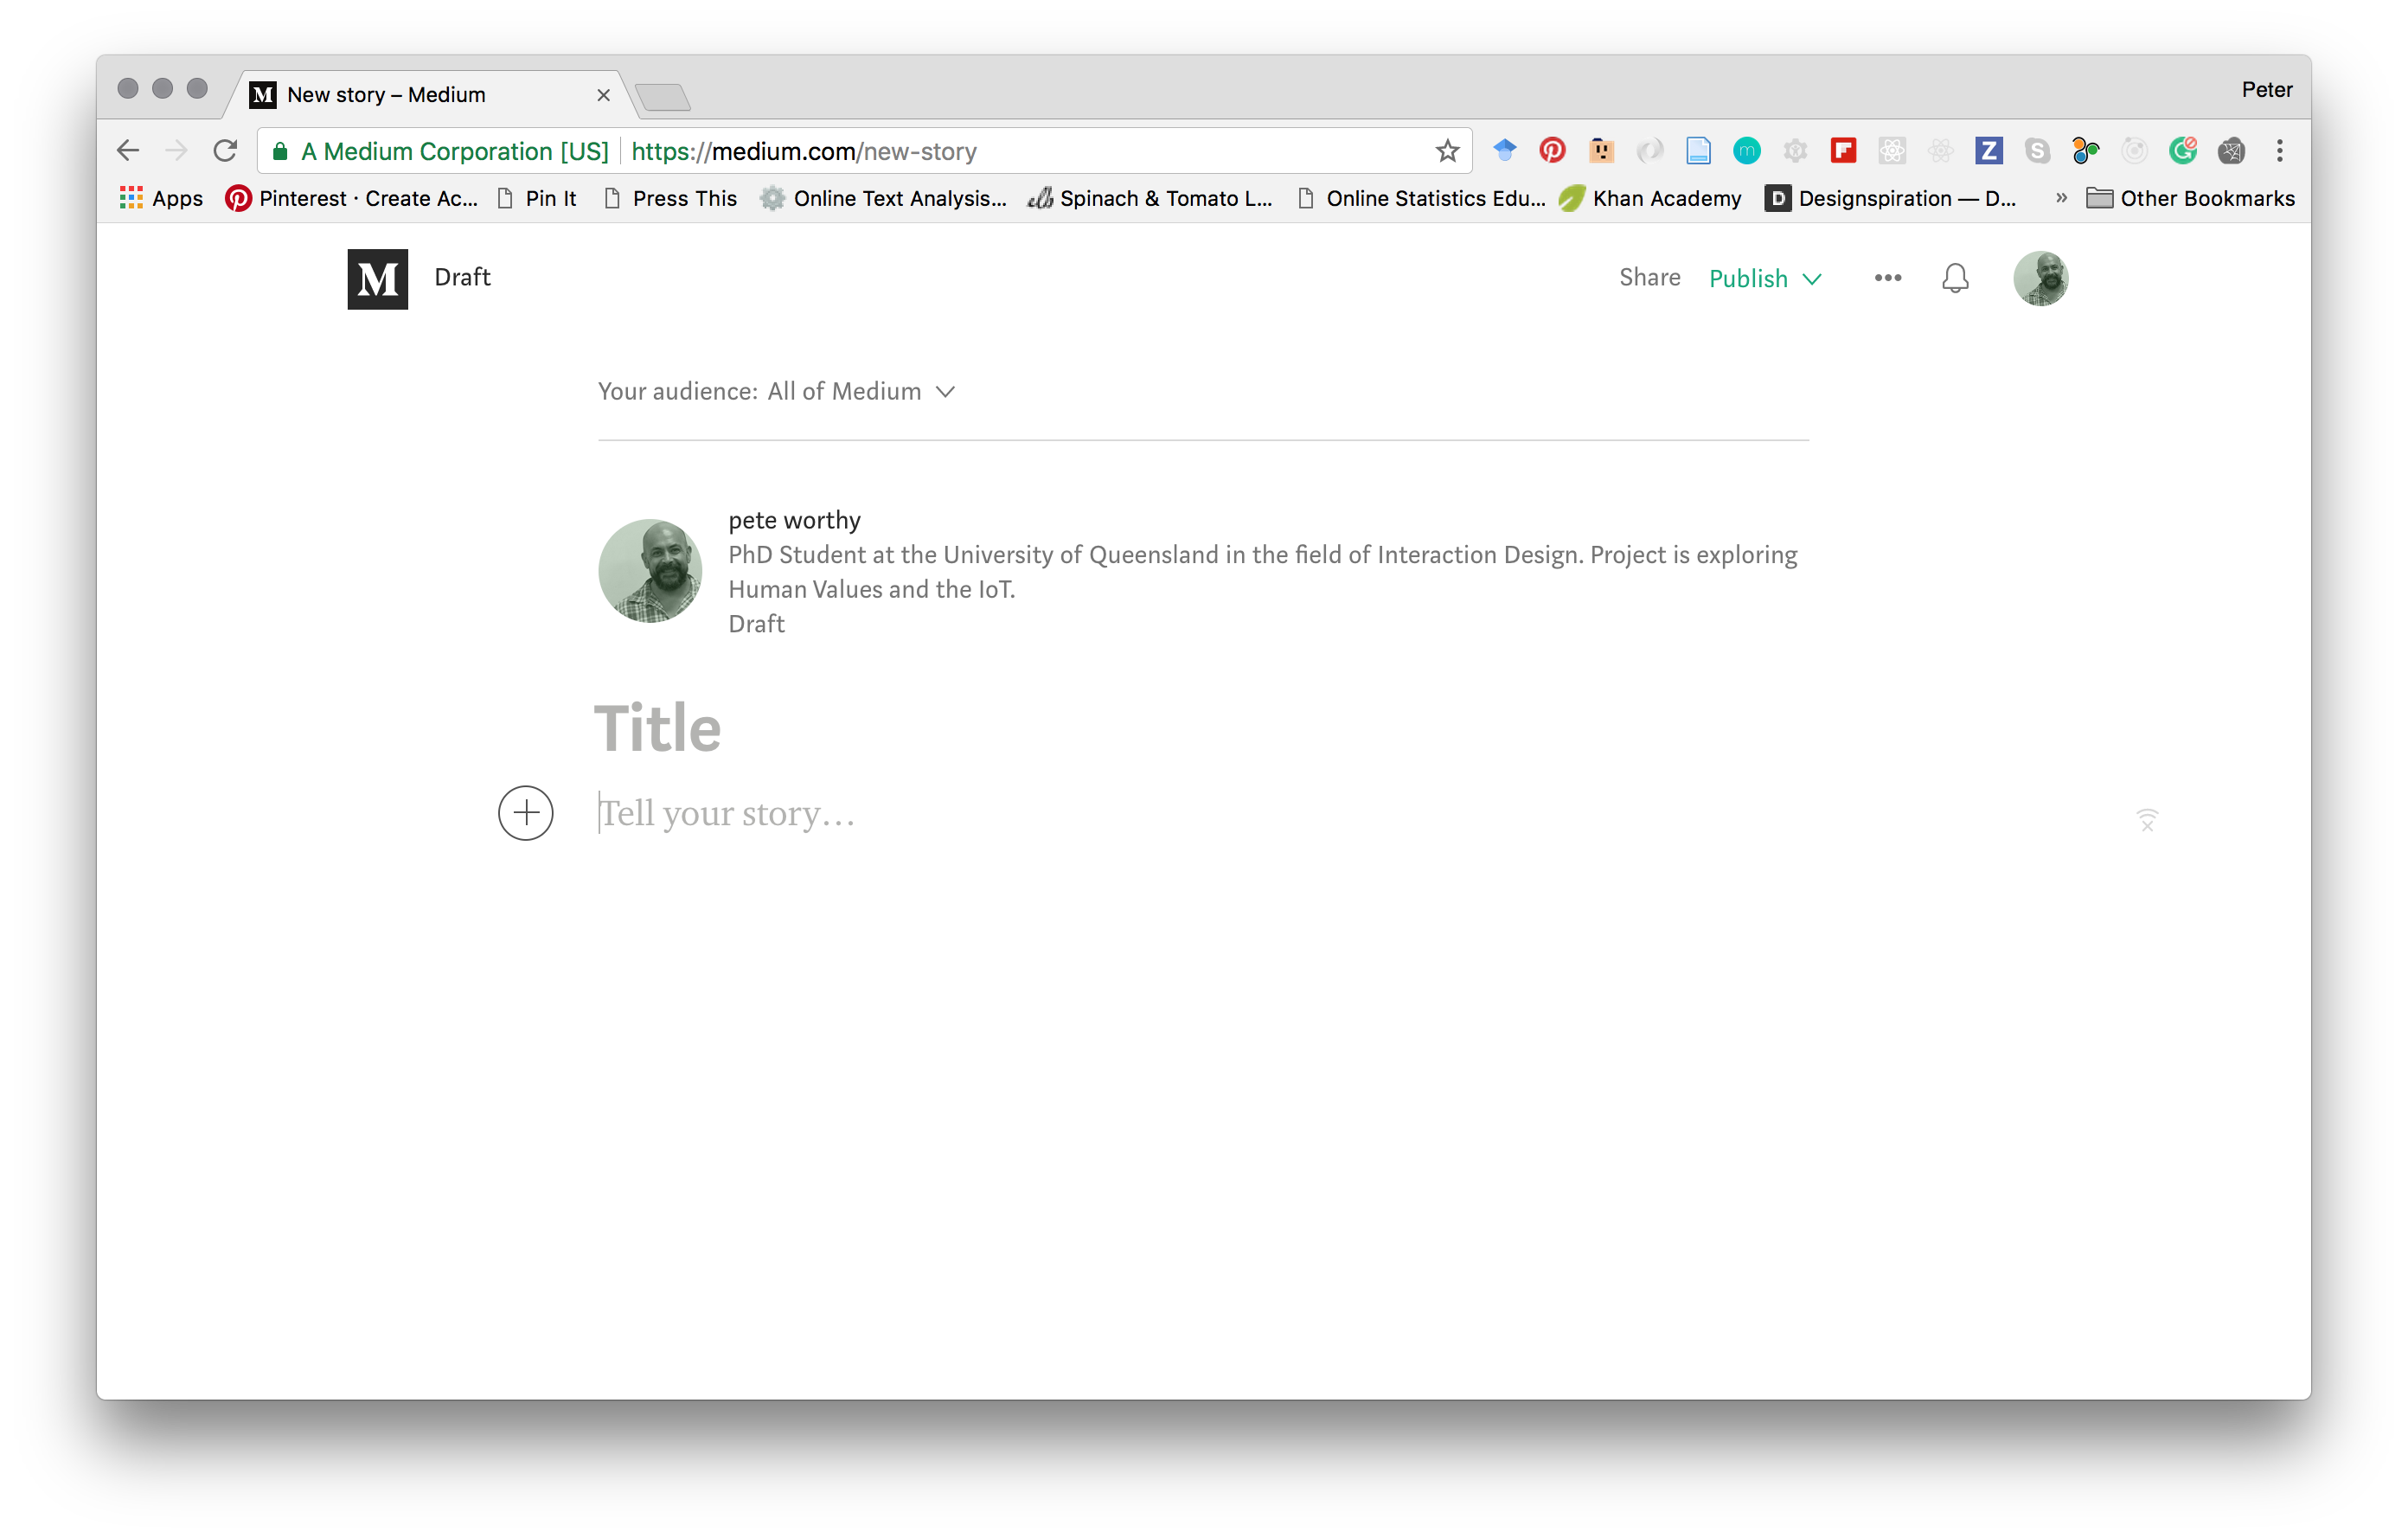 New story – Medium
Peter
A Medium Corporation [US] https://medium.com/new-story
Apps Pinterest · Create Ac... Pin It Press This Online Text Analysis... Spinach & Tomato L... Online Statistics Edu... Khan Academy D Designspiration — D... » Other Bookmarks
M Draft Share Publish
Your audience: All of Medium
pete worthy
PhD Student at the University of Queensland in the field of Interaction Design. Project is exploring
Human Values and the IoT.
Draft
Title
Tell your story…